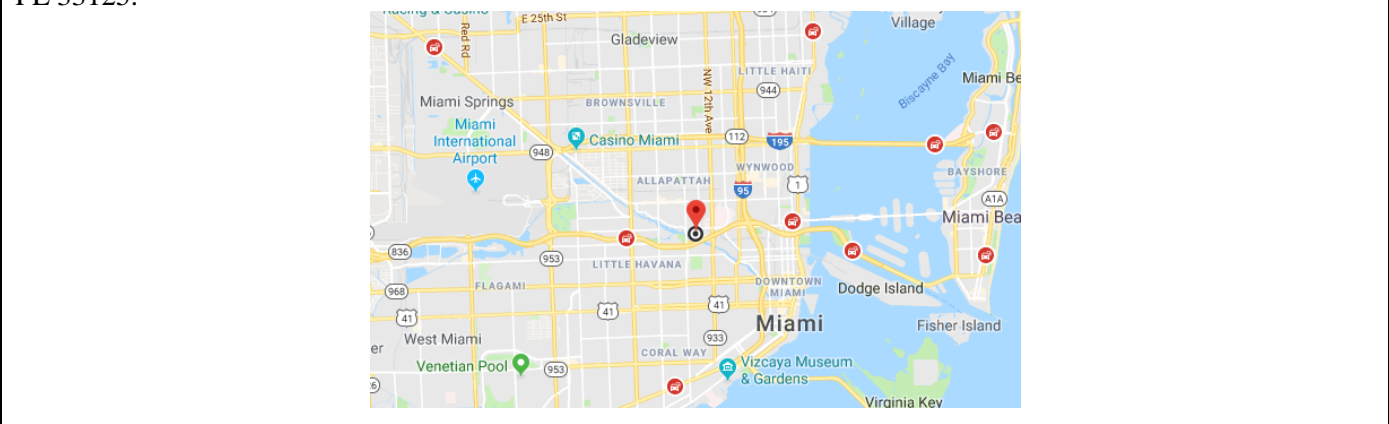 FL 33125.
Racing & Casino
E 25th St
Red Rd
Gladeview
Village
Biscayne Bay
LITTLE HAITI
944
Miami Be
Miami Springs
BROWNSVILLE
NW 12th Ave
Miami
International
Airport
Casino Miami
112
195
948
WYNWOOD
ALLAPATTAH
95
1
BAYSHORE
A1A
Miami Bea
836
953
LITTLE HAVANA
FLAGAMI
DOWNTOWN
MIAMI
Dodge Island
968
41
41
41
Miami
Fisher Island
West Miami
933
er
CORAL WAY
Venetian Pool
953
Vizcaya Museum
& Gardens
Virginia Key